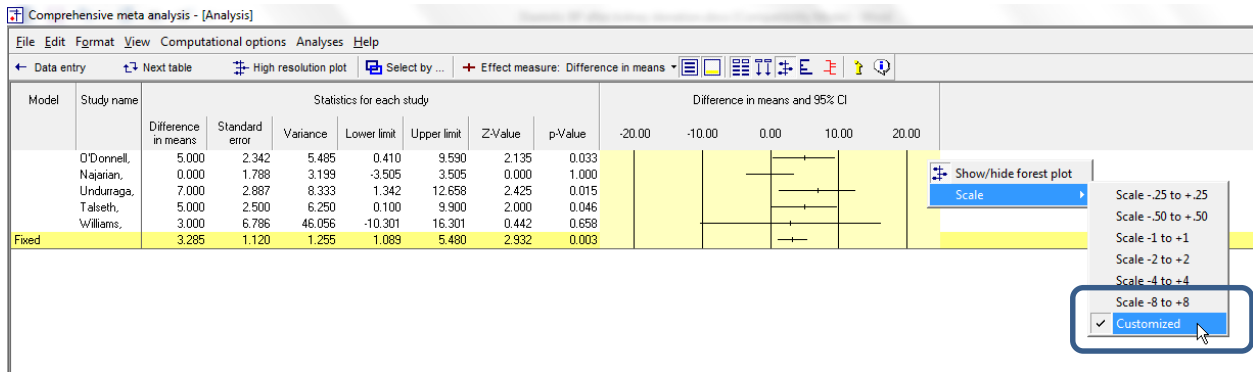 Comprehensive meta analysis - [Analysis]
File Edit Format View Computational options Analyses Help
Data entry Next table High resolution plot Select by ... Effect measure: Difference in means
Model Study name Statistics for each study Difference in means and 95% CI
Difference in means Standard error Variance Lower limit Upper limit Z-Value p-Value -20.00 -10.00 0.00 10.00 20.00
O'Donnell, 5.000 2.342 5.485 0.410 9.590 2.135 0.033
Najarian, 0.000 1.788 3.199 -3.505 3.505 0.000 1.000
Undurraga, 7.000 2.887 8.333 1.342 12.658 2.425 0.015
Talseth, 5.000 2.500 6.250 0.100 9.900 2.000 0.046
Williams, 3.000 6.786 46.056 -10.301 16.301 0.442 0.658
Fixed 3.285 1.120 1.255 1.089 5.480 2.932 0.003
Show/hide forest plot
Scale
Scale -.25 to +.25
Scale -.50 to +.50
Scale -1 to +1
Scale -2 to +2
Scale -4 to +4
Scale -8 to +8
Customized